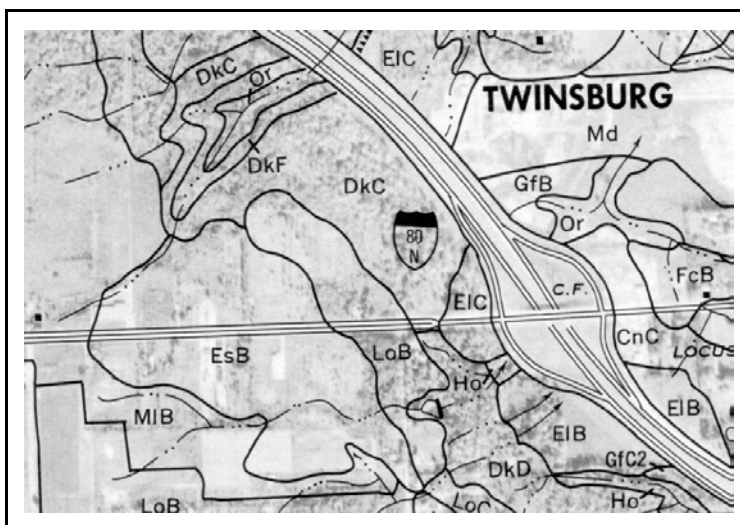 DkC
Or
ElC
TWINSBURG
Md
DkF
DkC
GfB
Or
80
N
FcB
ElC
C.F.
CnC
EsB
LoB
LOCUS
Ho
MlB
ElB
ElB
DkD
GfC2
LoB
LoC
Ho